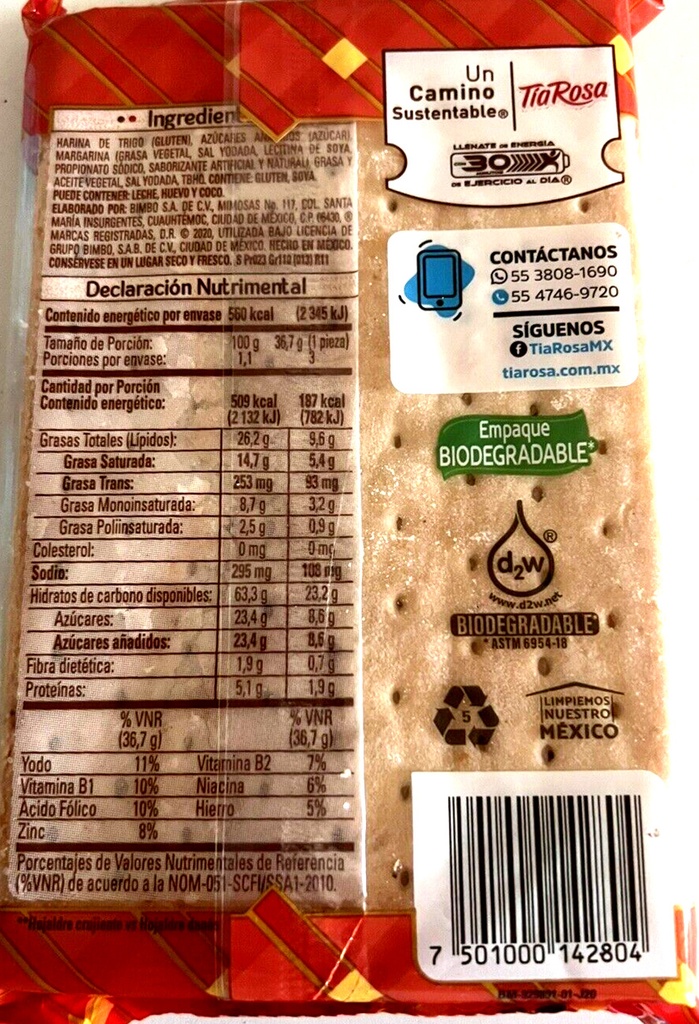 Ingredien
HARINA DE TRIGO (GLUTEN), AZÚCARES (AZÚCAR),
MARGARINA (GRASA VEGETAL, SAL YODADA, LECITINA DE SOYA,
PROPIONATO SÓDICO, SABORIZANTE ARTIFICIAL Y NATURAL), GRASA Y
ACEITE VEGETAL, SAL YODADA, TBHQ. CONTIENE: GLUTEN, SOYA.
PUEDE CONTENER: LECHE, HUEVO Y COCO.
ELABORADO POR: BIMBO S.A. DE C.V., MIMOSAS No. 117, COL. SANTA
MARÍA INSURGENTES, CUAUHTÉMOC, CIUDAD DE MÉXICO, C.P. 06430. ®
MARCAS REGISTRADAS, D.R. © 2020, UTILIZADA BAJO LICENCIA DE
GRUPO BIMBO, S.A.B. DE C.V., CIUDAD DE MÉXICO. HECHO EN MÉXICO.
CONSÉRVESE EN UN LUGAR SECO Y FRESCO. R11
Declaración Nutrimental
Contenido energético por envase 560 kcal (2 345 kJ)
Tamaño de Porción: 100 g 36,7 g (1 pieza)
Porciones por envase: 1,1 3
Cantidad por Porción
Contenido energético: 509 kcal 187 kcal
(2 132 kJ) (782 kJ)
Grasas Totales (Lípidos): 26,2 g 9,6 g
Grasa Saturada: 14,7 g 5,4 g
Grasa Trans: 253 mg 93 mg
Grasa Monoinsaturada: 8,7 g 3,2 g
Grasa Poliinsaturada: 2,5 g 0,9 g
Colesterol: 0 mg 0 mg
Sodio: 295 mg 108 mg
Hidratos de carbono disponibles: 63,3 g 23,2 g
Azúcares: 23,4 g 8,6 g
Azúcares añadidos: 23,4 g 8,6 g
Fibra dietética: 1,9 g 0,7 g
Proteínas: 5,1 g 1,9 g
% VNR % VNR
(36,7 g) (36,7 g)
Yodo 11% Vitamina B2 7%
Vitamina B1 10% Niacina 6%
Ácido Fólico 10% Hierro 5%
Zinc 8%
Porcentajes de Valores Nutrimentales de Referencia
(%VNR) de acuerdo a la NOM-051-SCFI/SSA1-2010.
**Hojaldre crujiente
Un
Camino
Sustentable®
Tía Rosa
LLÉNATE DE ENERGÍA
30
DE EJERCICIO AL DÍA®
CONTÁCTANOS
55 3808-1690
55 4746-9720
SÍGUENOS
TiaRosaMX
tiarosa.com.mx
Empaque
BIODEGRADABLE*
d2w®
www.d2w.net
BIODEGRADABLE*
* ASTM 6954-18
5
LIMPIEMOS
NUESTRO
MÉXICO
7 501000 142804